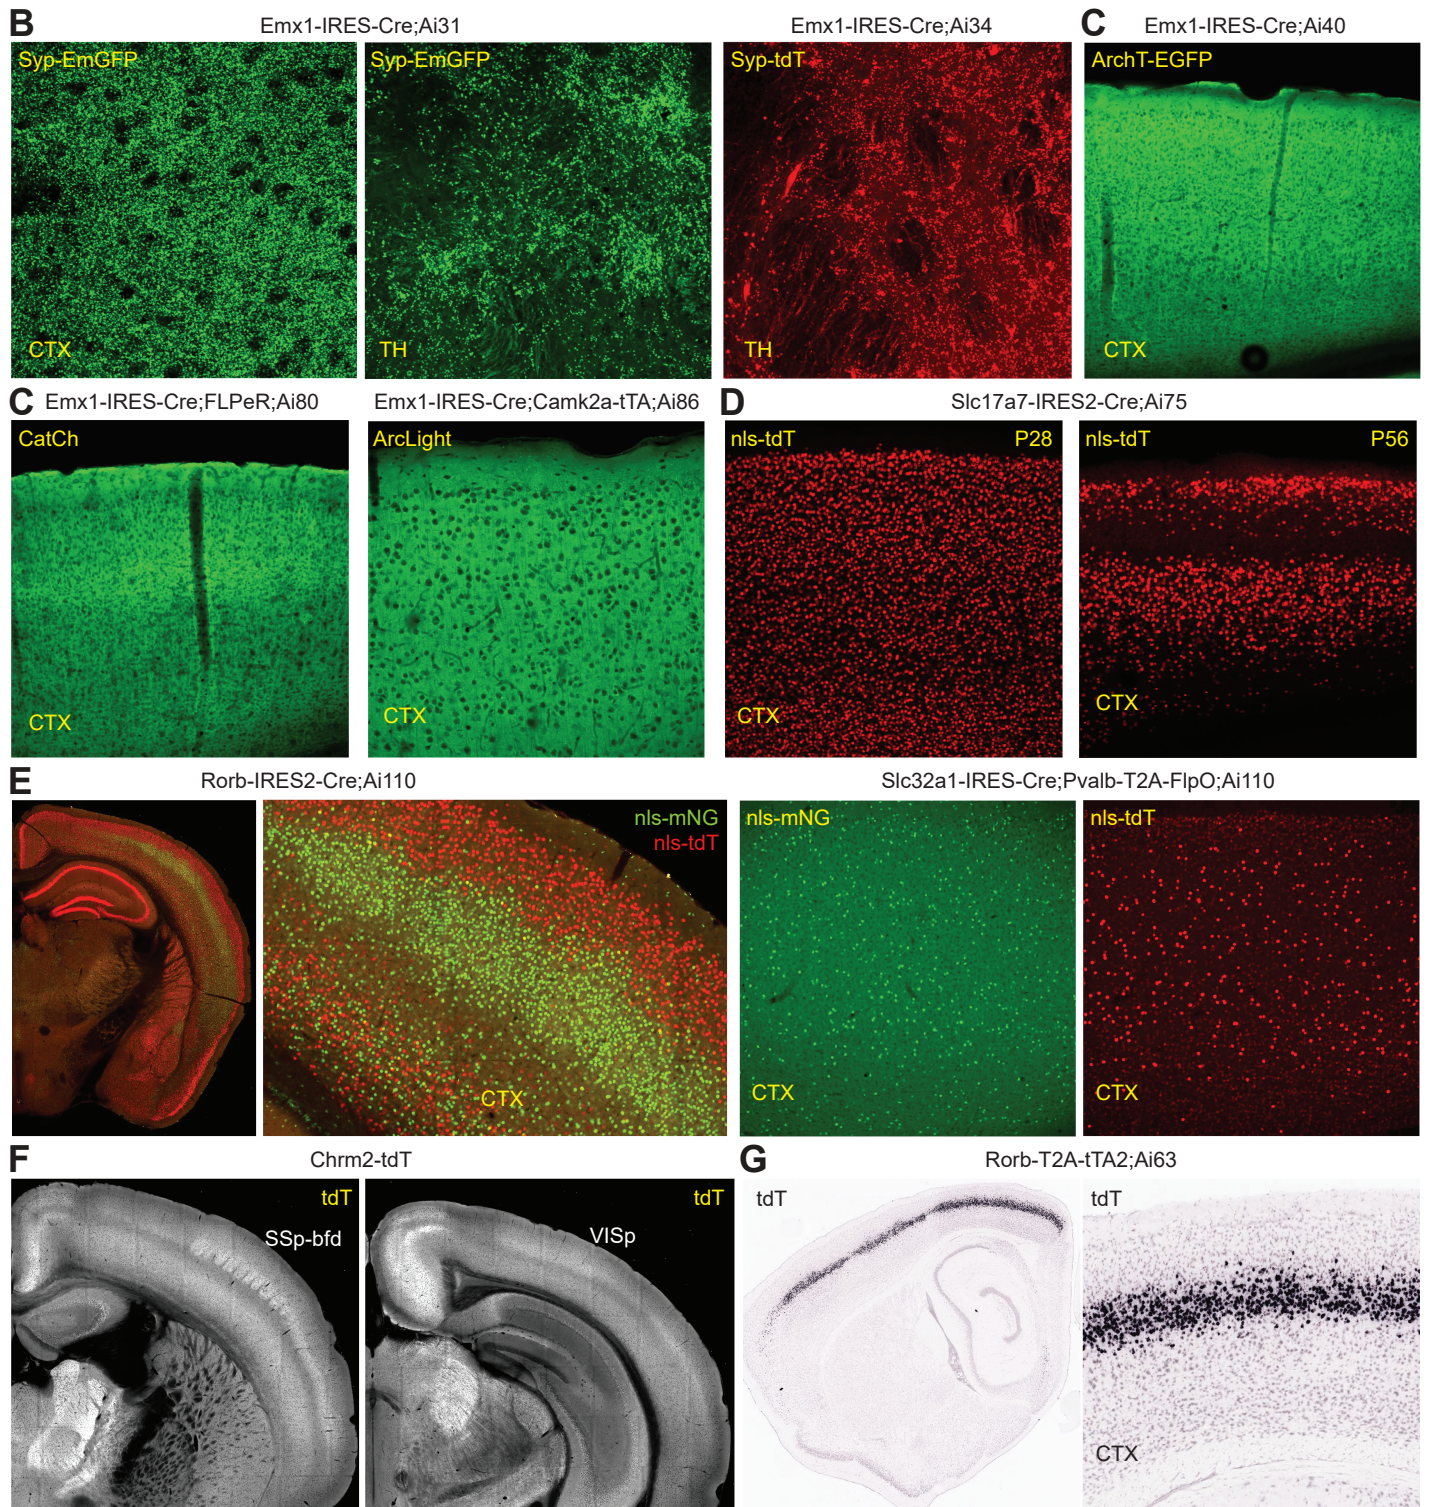 B
Emx1-IRES-Cre;Ai31
Emx1-IRES-Cre;Ai34
C
Emx1-IRES-Cre;Ai40
Syp-EmGFP
Syp-EmGFP
Syp-tdT
ArchT-EGFP
CTX
TH
TH
CTX
C
Emx1-IRES-Cre;FLPeR;Ai80
Emx1-IRES-Cre;Camk2a-tTA;Ai86
D
Slc17a7-IRES2-Cre;Ai75
CatCh
ArcLight
nls-tdT
P28
nls-tdT
P56
CTX
CTX
CTX
CTX
E
Rorb-IRES2-Cre;Ai110
Slc32a1-IRES-Cre;Pvalb-T2A-FlpO;Ai110
nls-mNG
nls-tdT
nls-mNG
nls-tdT
CTX
CTX
CTX
F
Chrm2-tdT
G
Rorb-T2A-tTA2;Ai63
tdT
SSp-bfd
tdT
VISp
tdT
tdT
CTX